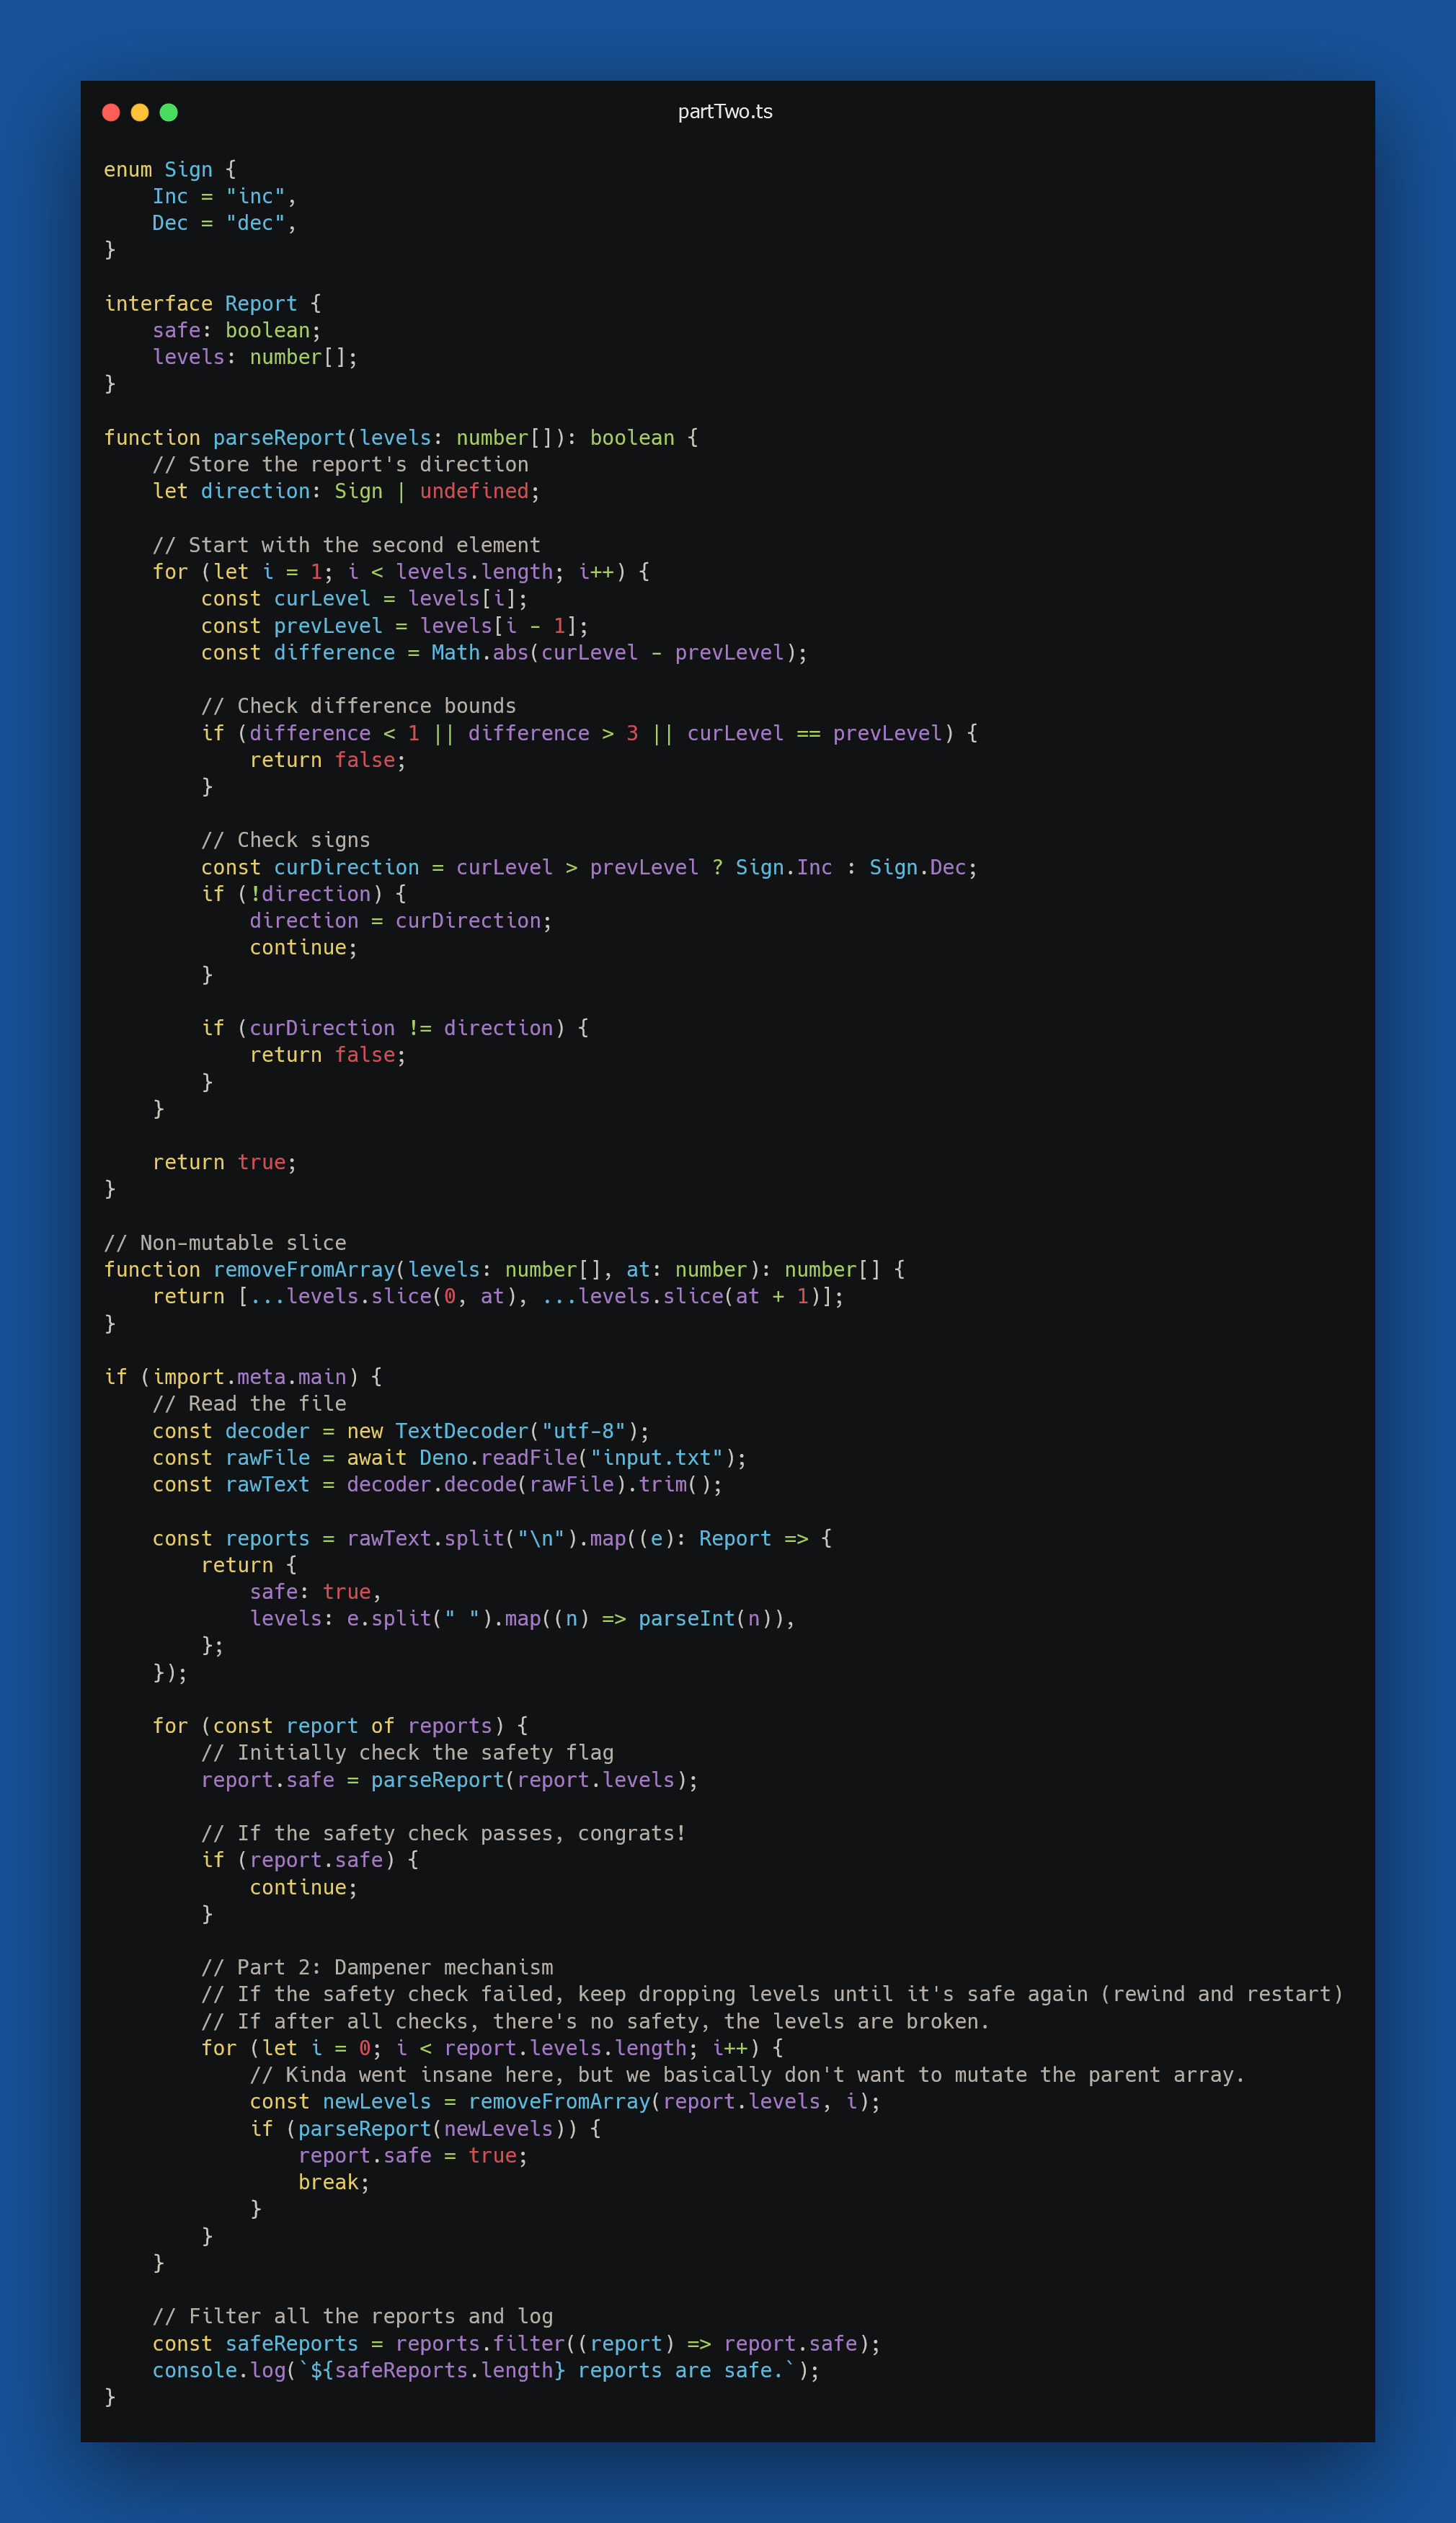 partTwo.ts
enum Sign {
    Inc = "inc",
    Dec = "dec",
}

interface Report {
    safe: boolean;
    levels: number[];
}

function parseReport(levels: number[]): boolean {
    // Store the report's direction
    let direction: Sign | undefined;

    // Start with the second element
    for (let i = 1; i < levels.length; i++) {
        const curLevel = levels[i];
        const prevLevel = levels[i - 1];
        const difference = Math.abs(curLevel - prevLevel);

        // Check difference bounds
        if (difference < 1 || difference > 3 || curLevel == prevLevel) {
            return false;
        }

        // Check signs
        const curDirection = curLevel > prevLevel ? Sign.Inc : Sign.Dec;
        if (!direction) {
            direction = curDirection;
            continue;
        }

        if (curDirection != direction) {
            return false;
        }
    }

    return true;
}

// Non-mutable slice
function removeFromArray(levels: number[], at: number): number[] {
    return [...levels.slice(0, at), ...levels.slice(at + 1)];
}

if (import.meta.main) {
    // Read the file
    const decoder = new TextDecoder("utf-8");
    const rawFile = await Deno.readFile("input.txt");
    const rawText = decoder.decode(rawFile).trim();

    const reports = rawText.split("\n").map((e): Report => {
        return {
            safe: true,
            levels: e.split(" ").map((n) => parseInt(n)),
        };
    });

    for (const report of reports) {
        // Initially check the safety flag
        report.safe = parseReport(report.levels);

        // If the safety check passes, congrats!
        if (report.safe) {
            continue;
        }

        // Part 2: Dampener mechanism
        // If the safety check failed, keep dropping levels until it's safe again (rewind and restart)
        // If after all checks, there's no safety, the levels are broken.
        for (let i = 0; i < report.levels.length; i++) {
            // Kinda went insane here, but we basically don't want to mutate the parent array.
            const newLevels = removeFromArray(report.levels, i);
            if (parseReport(newLevels)) {
                report.safe = true;
                break;
            }
        }
    }

    // Filter all the reports and log
    const safeReports = reports.filter((report) => report.safe);
    console.log(`${safeReports.length} reports are safe.`);
}